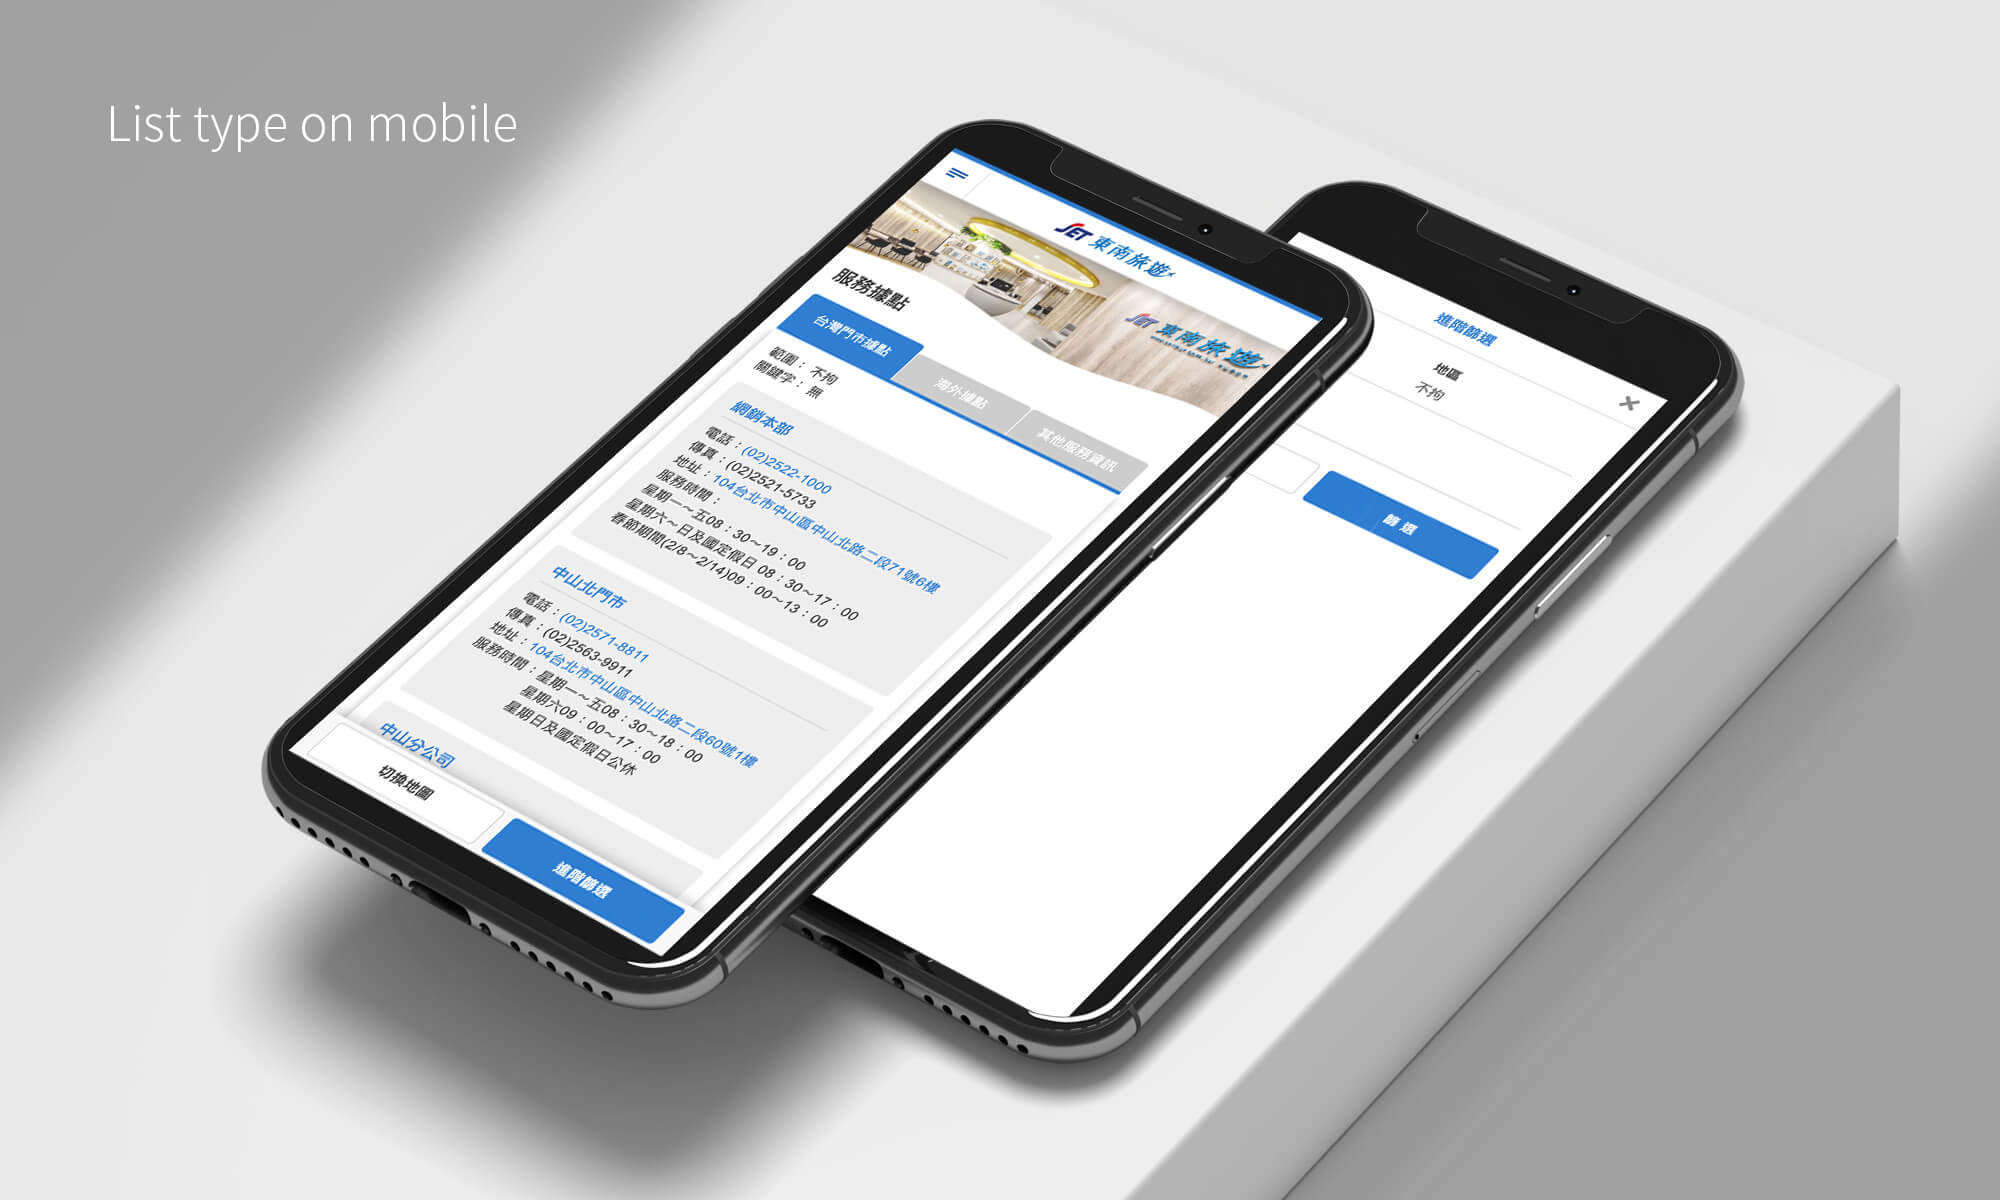 List type on mobile
SET 東南旅遊
SET 東南旅遊
服務據點
台灣門市據點
海外據點
其他服務資訊
範圍：不拘
關鍵字：無
網銷本部
電話：(02)2522-1000
傳真：(02)2521-5733
地址：104台北市中山區中山北路二段71號6樓
服務時間：
星期一～五08：30～19：00
星期六～日及國定假日 08：30～17：00
春節期間(2/8～2/14)09：00～13：00
中山北門市
電話：(02)2571-8811
傳真：(02)2563-9911
地址：104台北市中山區中山北路二段60號1樓
服務時間：星期一～五08：30～18：00
星期六09：00～17：00
星期日及國定假日公休
中山分公司
切換地圖
進階篩選
進階篩選
地區
不拘
篩 選